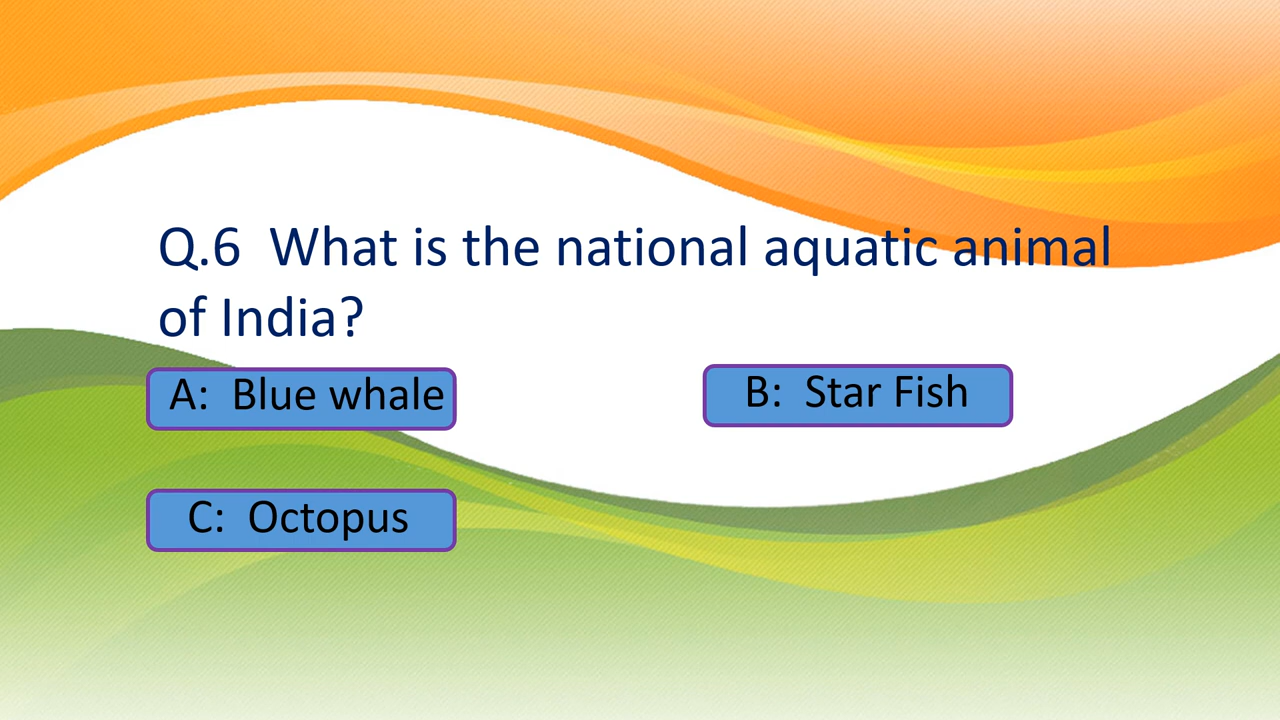 Q.6  What is the national aquatic animal
of India?
A:  Blue whale
B:  Star Fish
C:  Octopus